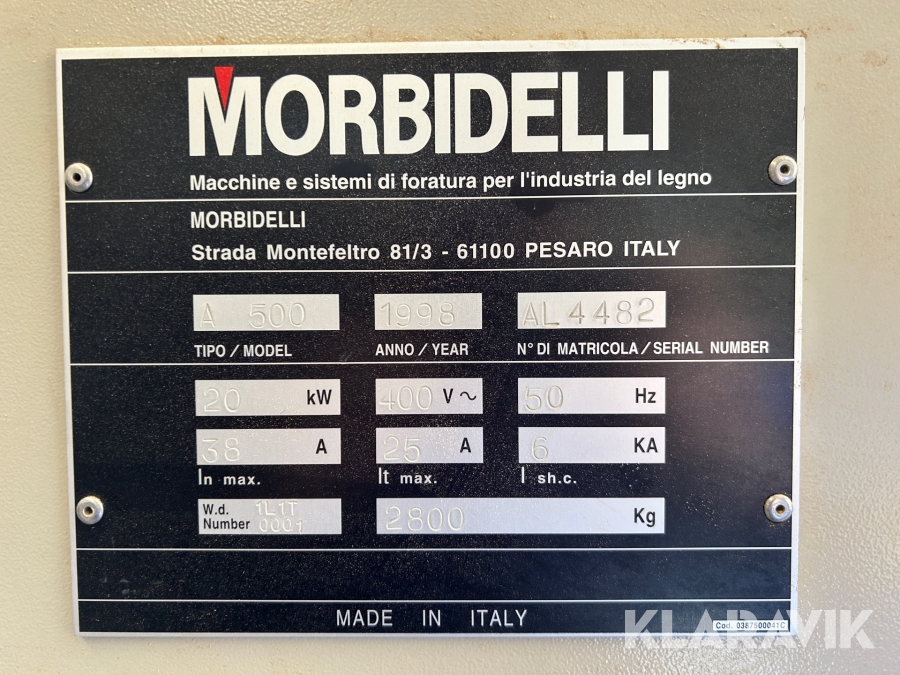 MORBIDELLI
Macchine e sistemi di foratura per l'industria del legno
MORBIDELLI
Strada Montefeltro 81/3 - 61100 PESARO ITALY
A 500 1998 AL 4482
TIPO / MODEL ANNO / YEAR N° DI MATRICOLA / SERIAL NUMBER
20 kW 400 V ~ 50 Hz
38 A 25 A 6 KA
In max. It max. I sh.c.
W.d. Number 1L1T 0001 2800 Kg
MADE IN ITALY
Cod. 0387500041C
KLARAVIK